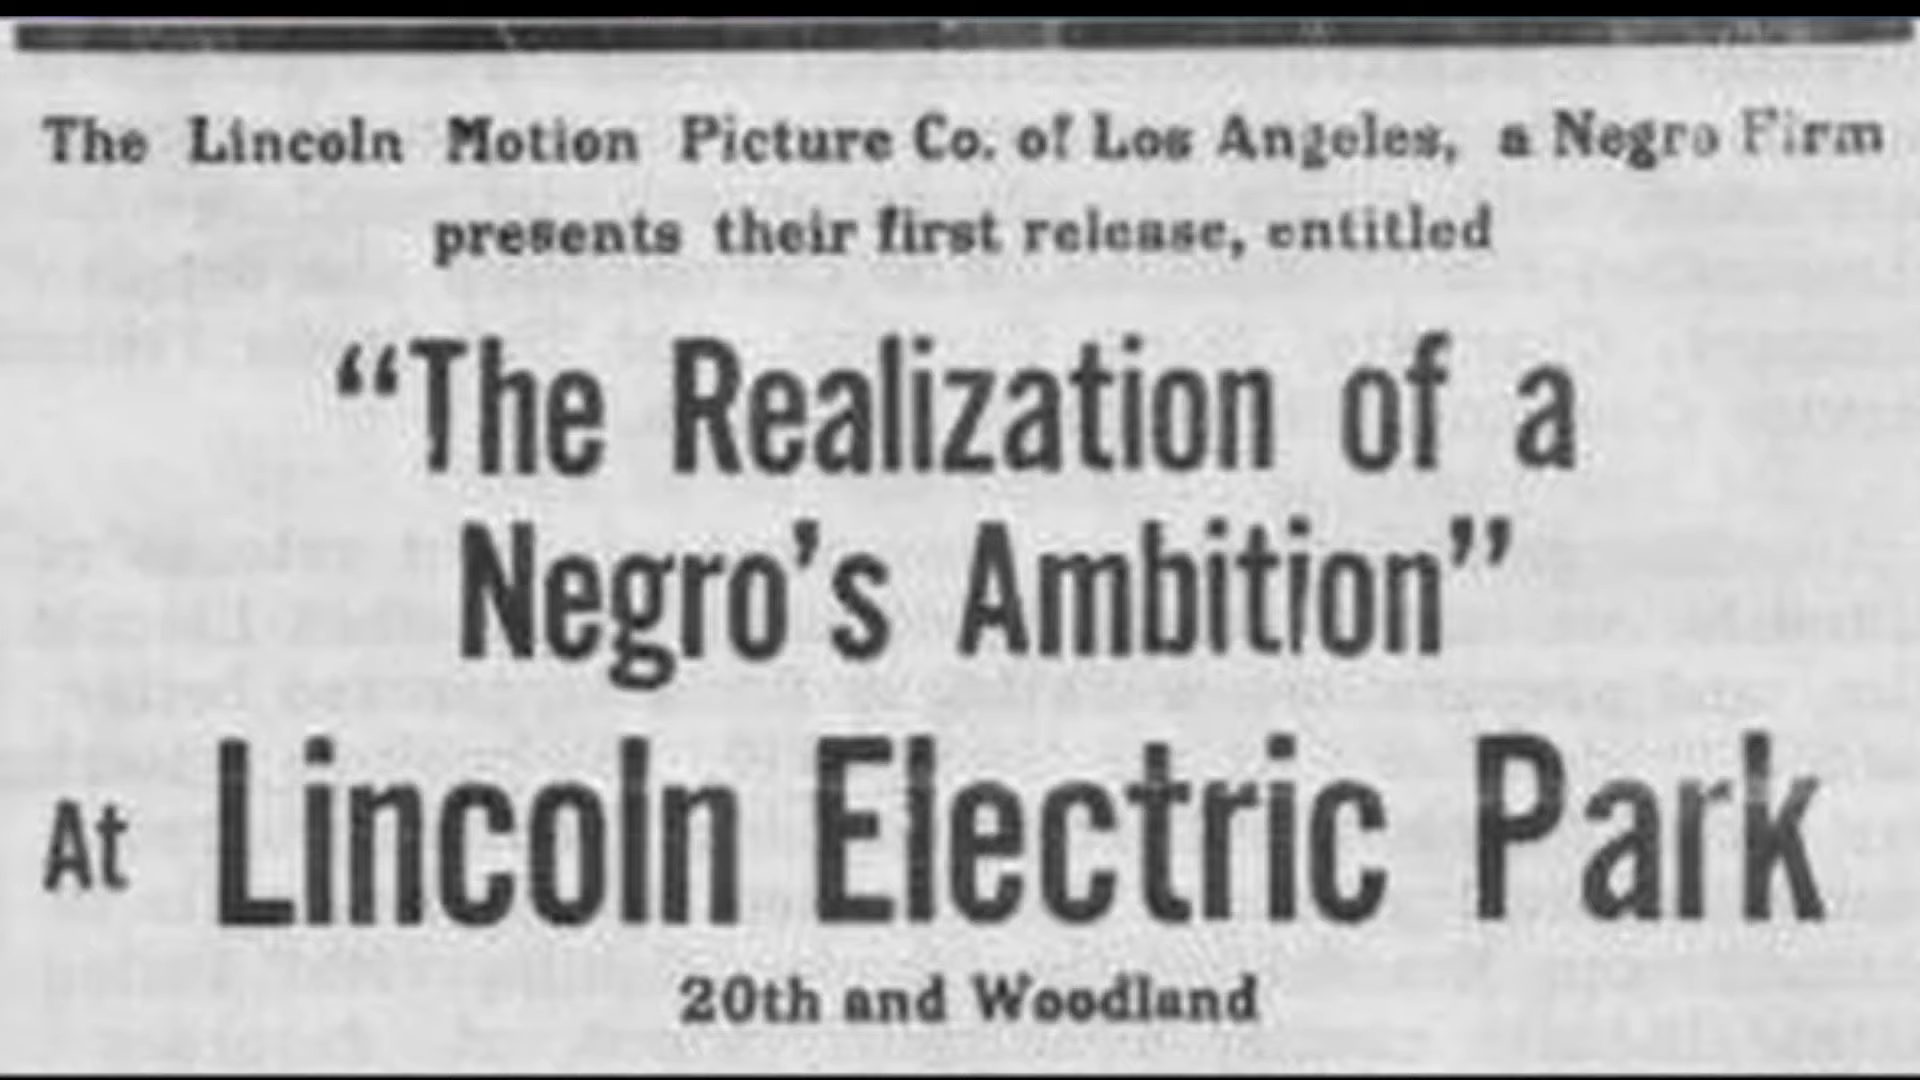 The Lincoln Motion Picture Co. of Los Angeles, a Negro Firm
presents their first release, entitled
“The Realization of a
Negro’s Ambition”
At Lincoln Electric Park
20th and Woodland